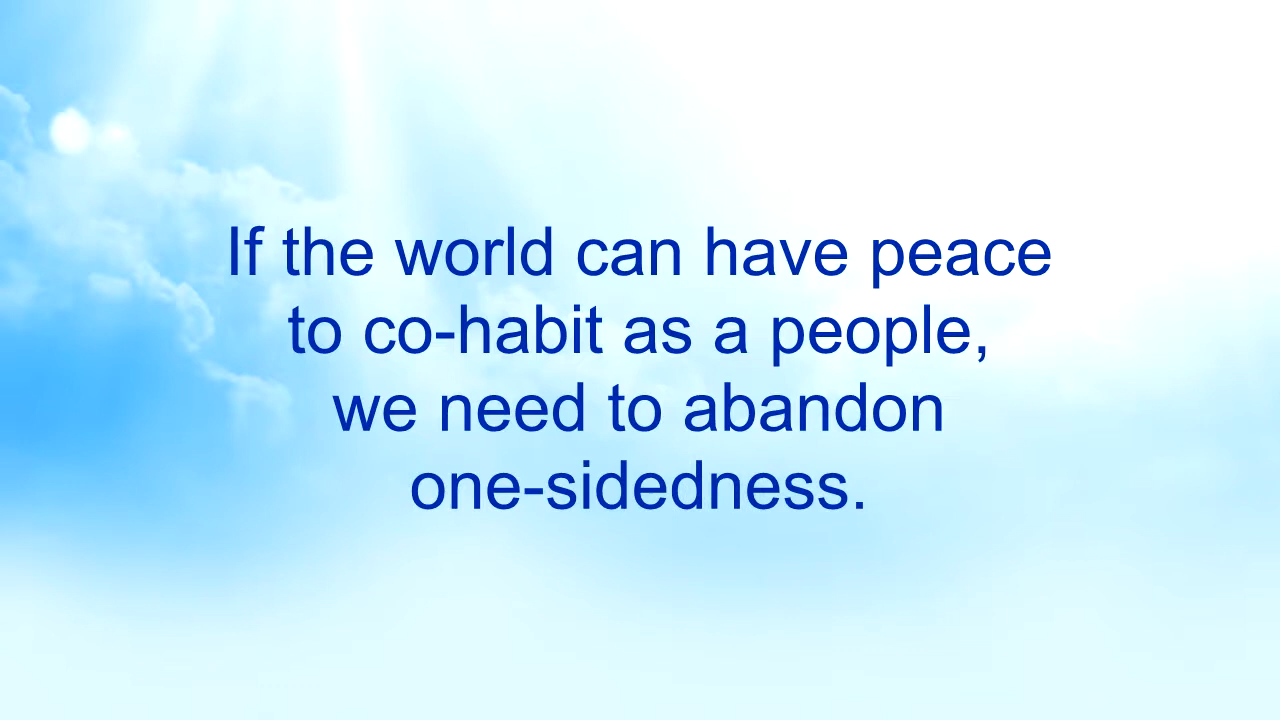 If the world can have peace
to co-habit as a people,
we need to abandon
one-sidedness.